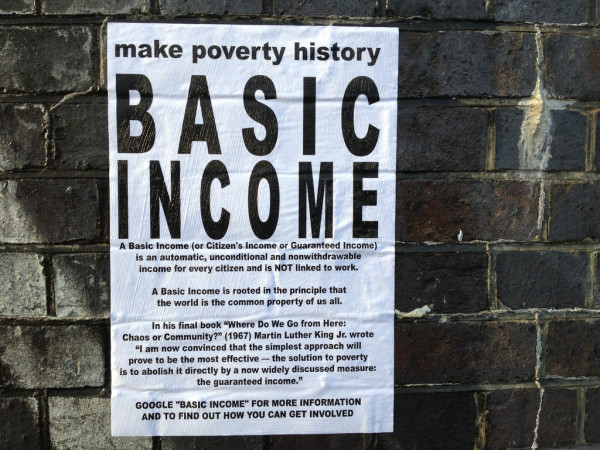 make poverty history
BASIC
INCOME
A Basic Income (or Citizen's Income or Guaranteed Income)
is an automatic, unconditional and nonwithdrawable
income for every citizen and is NOT linked to work.
A Basic Income is rooted in the principle that
the world is the common property of us all.
In his final book “Where Do We Go from Here:
Chaos or Community?” (1967) Martin Luther King Jr. wrote
“I am now convinced that the simplest approach will
prove to be the most effective — the solution to poverty
is to abolish it directly by a now widely discussed measure:
the guaranteed income.”
GOOGLE "BASIC INCOME" FOR MORE INFORMATION
AND TO FIND OUT HOW YOU CAN GET INVOLVED